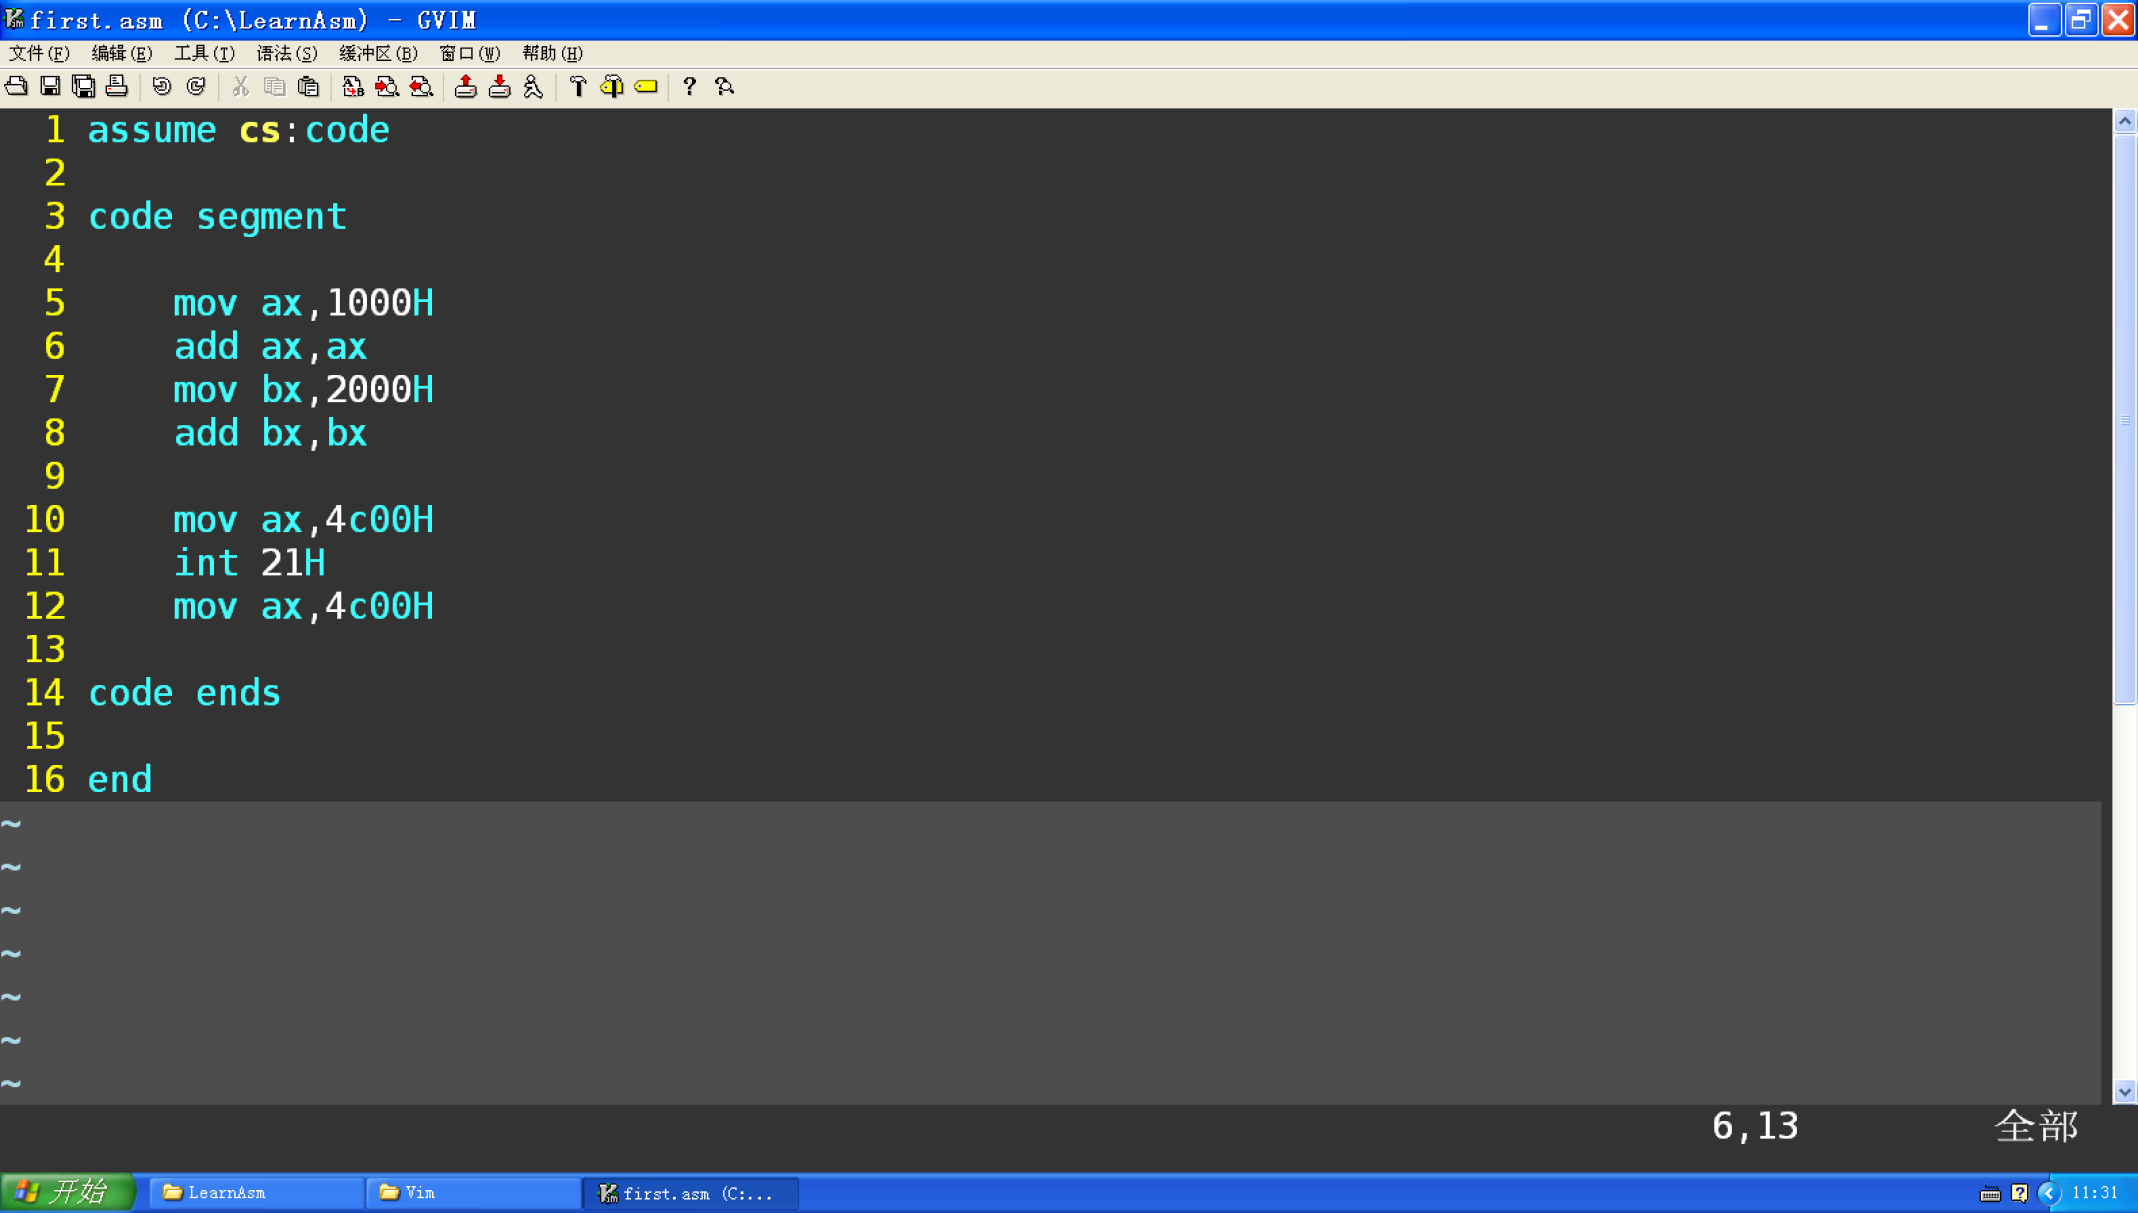 first.asm (C:\LearnAsm) - GVIM
文件(F) 编辑(E) 工具(T) 语法(S) 缓冲区(B) 窗口(W) 帮助(H)
1 assume cs:code
2
3 code segment
4
5 mov ax,1000H
6 add ax,ax
7 mov bx,2000H
8 add bx,bx
9
10 mov ax,4c00H
11 int 21H
12 mov ax,4c00H
13
14 code ends
15
16 end
~
~
~
~
~
~
~
6,13 全部
开始 LearnAsm Vim first.asm (C:... 11:31